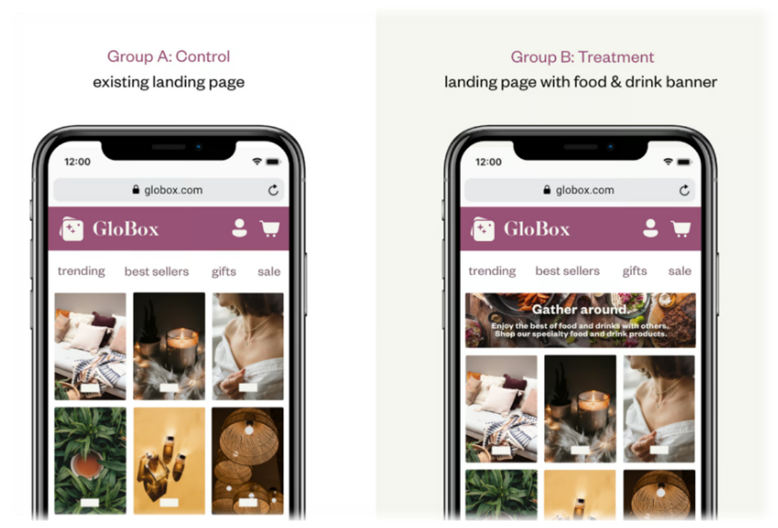 Group A: Control
existing landing page
12:00
globox.com
GloBox
trending best sellers gifts sale
Group B: Treatment
landing page with food & drink banner
12:00
globox.com
GloBox
trending best sellers gifts sale
Gather around.
Enjoy the best of food and drinks with others.
Shop our specialty food and drink products.